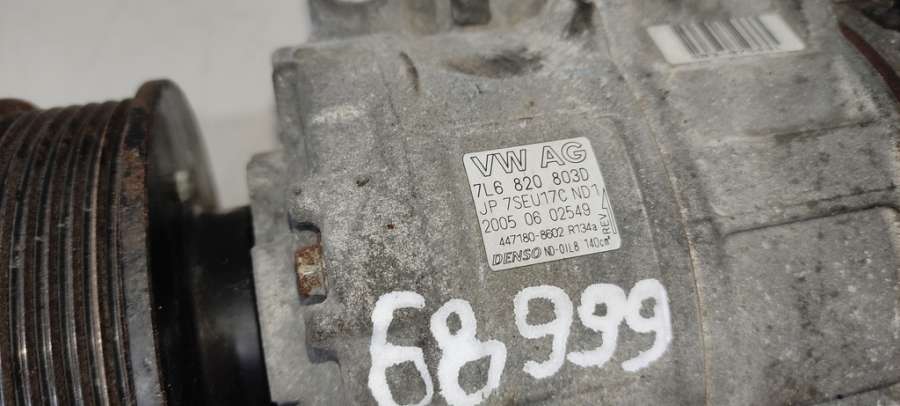 VW AG
7L6 820 803D
JP 7SEU17C ND1
2005 06 02549
447180-8602 R134a
DENSO ND-OIL8 140cm³
REV
68999